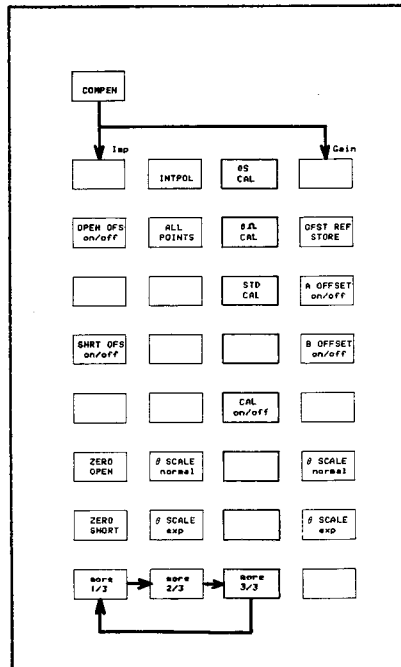 COMPEN
Imp
Gain
INTPOL
0S
CAL
OPEN OFS
on/off
ALL
POINTS
0Ω
CAL
OFST REF
STORE
STD
CAL
A OFFSET
on/off
SHRT OFS
on/off
B OFFSET
on/off
CAL
on/off
ZERO
OPEN
θ SCALE
normal
θ SCALE
normal
ZERO
SHORT
θ SCALE
exp
θ SCALE
exp
more
1/3
more
2/3
more
3/3